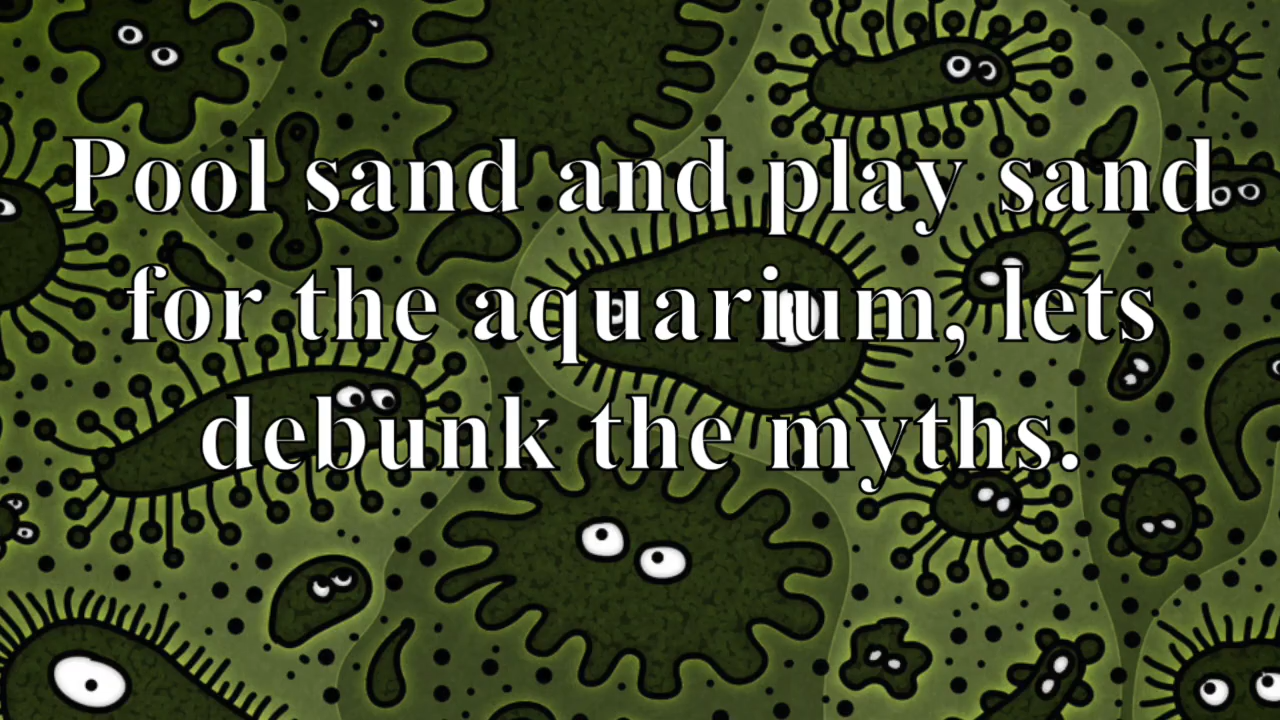 Pool sand and play sand
for the aquarium, lets
debunk the myths.